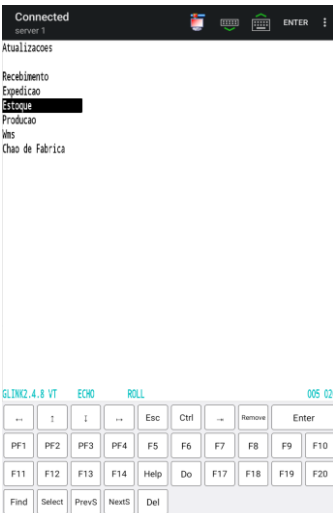 Connected
server 1
ENTER
Atualizacoes
Recebimento
Expedicao
Estoque
Producao
Wms
Chao de Fabrica
GLINK2.4.8 VT ECHO ROLL 005 020
Esc Ctrl Remove Enter
PF1 PF2 PF3 PF4 F5 F6 F7 F8 F9 F10
F11 F12 F13 F14 Help Do F17 F18 F19 F20
Find Select PrevS NextS Del